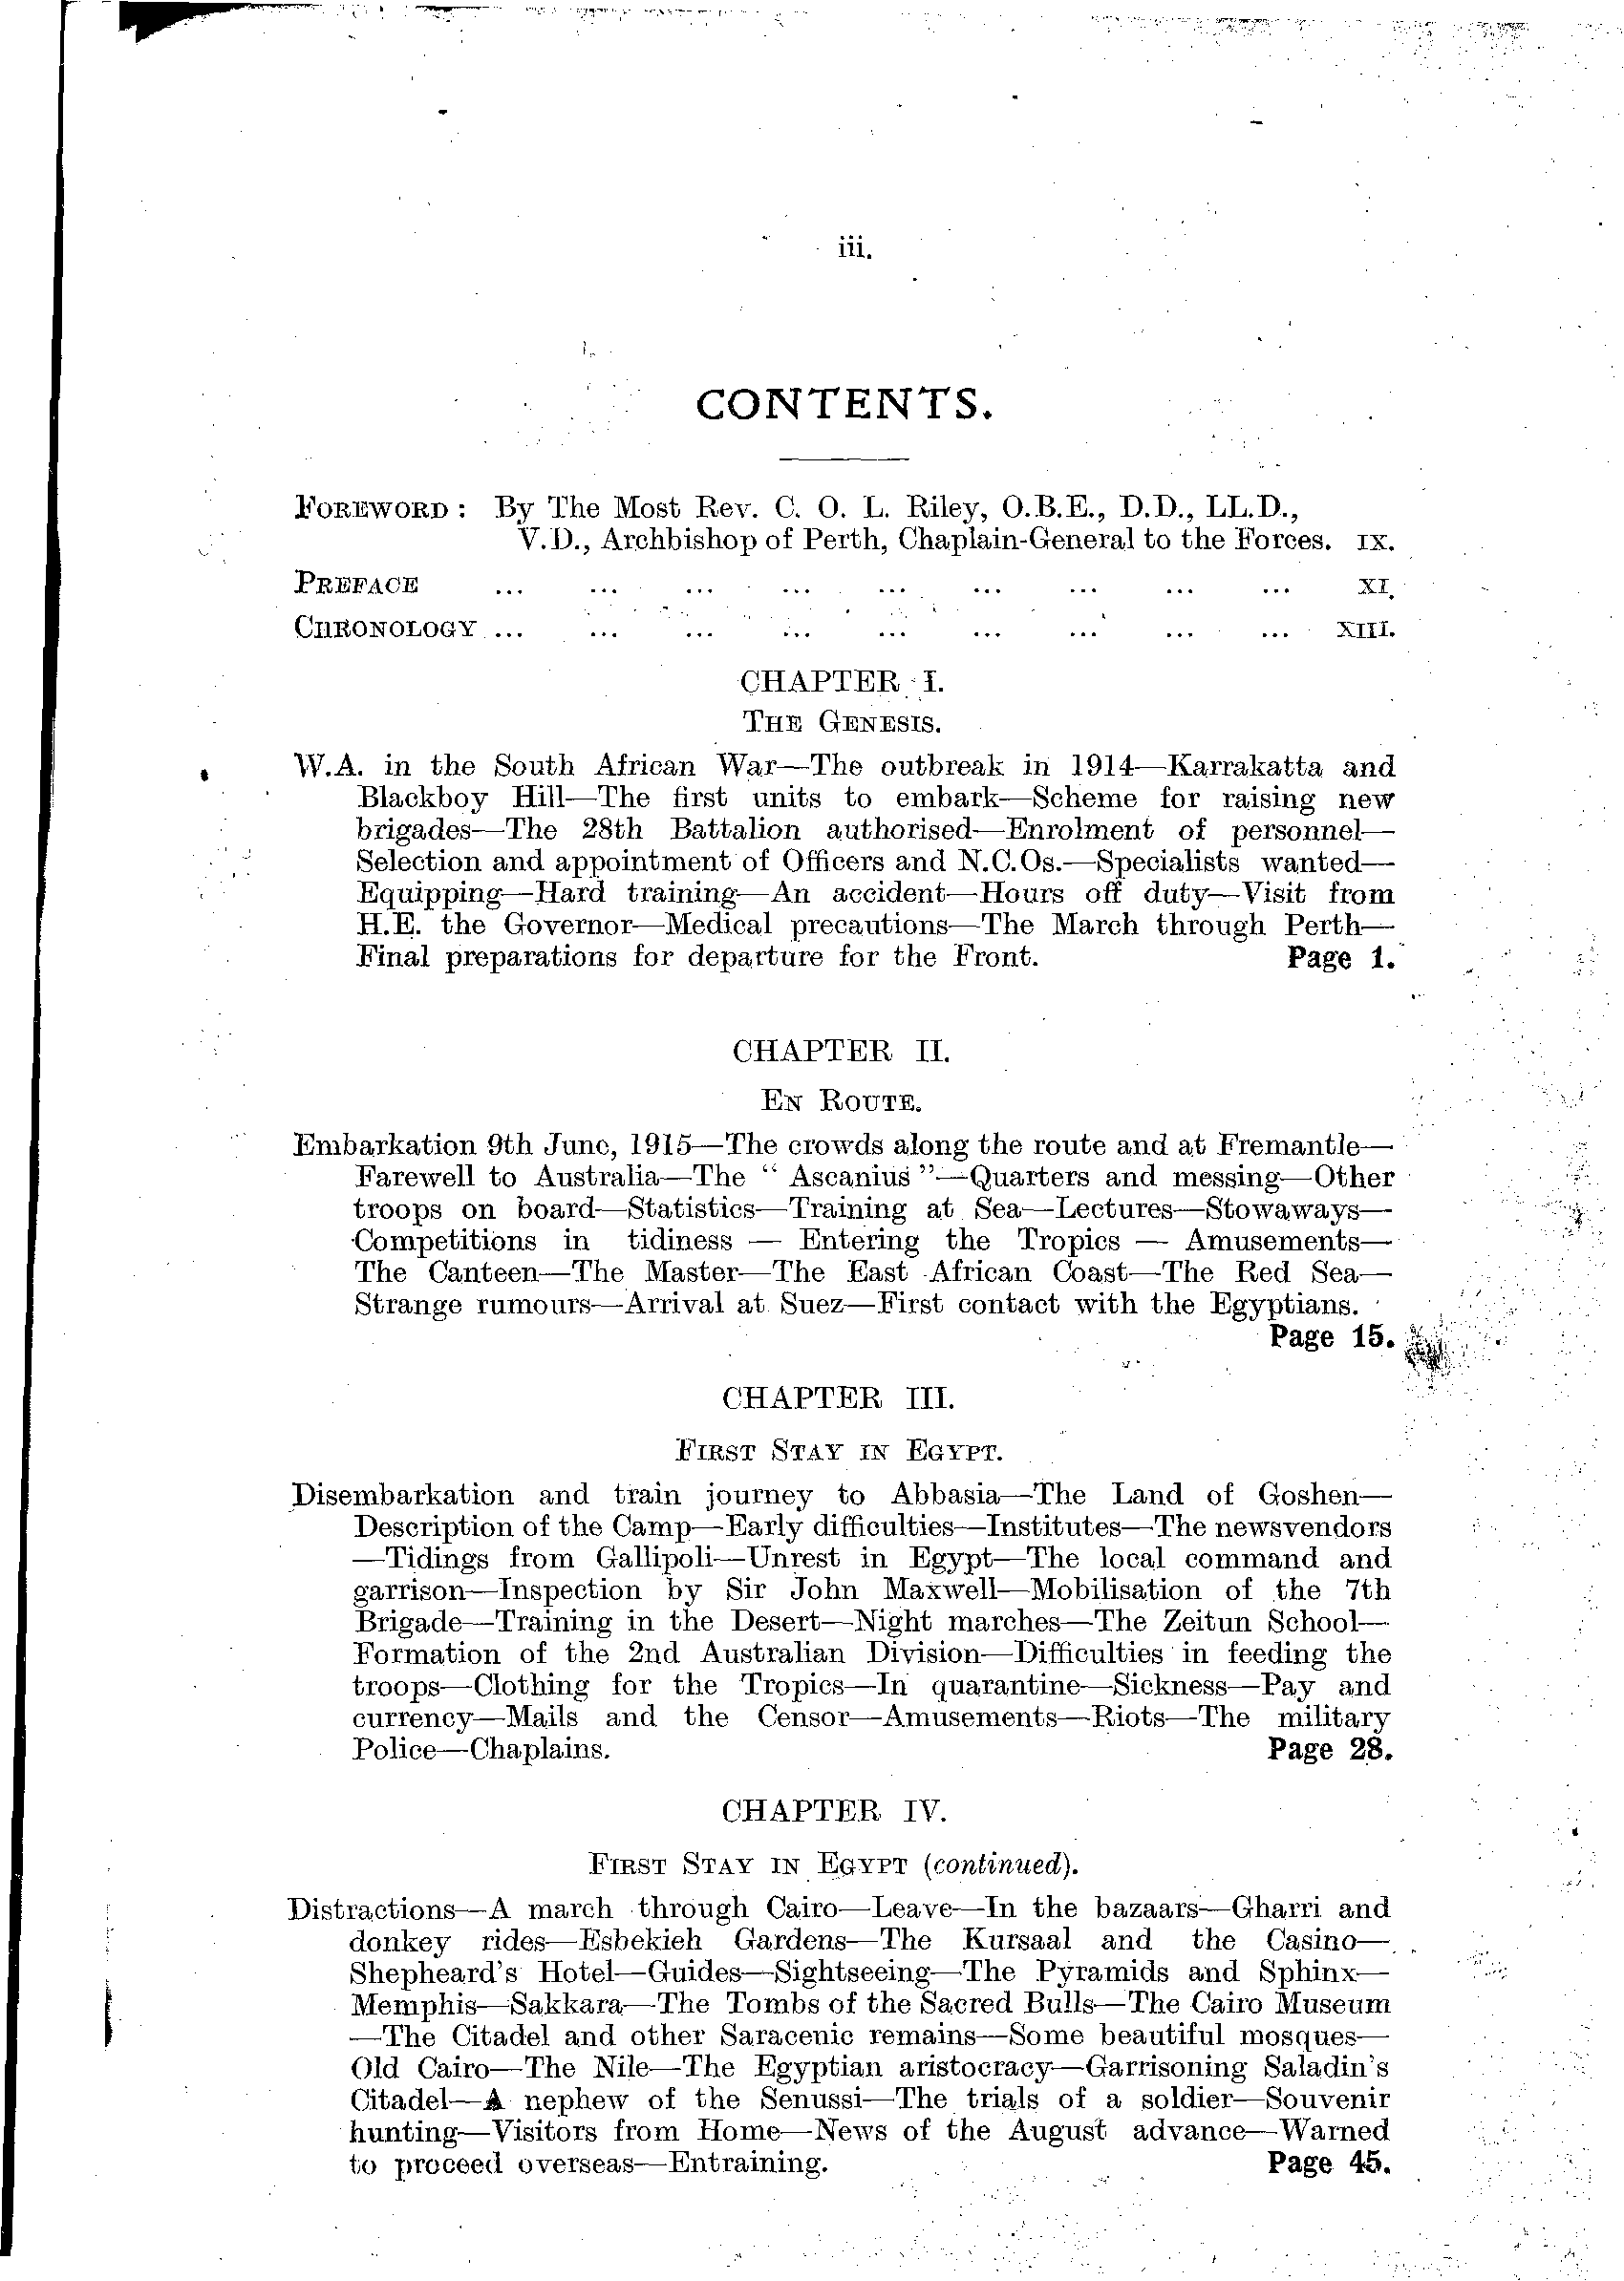 iii.
CONTENTS.
FOREWORD: By The Most Rev. C. O. L. Riley, O.B.E., D.D., LL.D.,
V.D., Archbishop of Perth, Chaplain-General to the Forces. IX.
PREFACE ... ... ... ... ... ... ... ... ... XI.
CHRONOLOGY ... ... ... ... ... ... ... ... ... XIII.
CHAPTER I.
THE GENESIS.
W.A. in the South African War—The outbreak in 1914—Karrakatta and
Blackboy Hill—The first units to embark—Scheme for raising new
brigades—The 28th Battalion authorised—Enrolment of personnel—
Selection and appointment of Officers and N.C.Os.—Specialists wanted—
Equipping—Hard training—An accident—Hours off duty—Visit from
H.E. the Governor—Medical precautions—The March through Perth—
Final preparations for departure for the Front. Page 1.
CHAPTER II.
EN ROUTE.
Embarkation 9th June, 1915—The crowds along the route and at Fremantle—
Farewell to Australia—The “ Ascanius ”—Quarters and messing—Other
troops on board—Statistics—Training at Sea—Lectures—Stowaways—
Competitions in tidiness — Entering the Tropics — Amusements—
The Canteen—The Master—The East African Coast—The Red Sea—
Strange rumours—Arrival at Suez—First contact with the Egyptians.
Page 15.
CHAPTER III.
FIRST STAY IN EGYPT.
Disembarkation and train journey to Abbasia—The Land of Goshen—
Description of the Camp—Early difficulties—Institutes—The newsvendors
—Tidings from Gallipoli—Unrest in Egypt—The local command and
garrison—Inspection by Sir John Maxwell—Mobilisation of the 7th
Brigade—Training in the Desert—Night marches—The Zeitun School—
Formation of the 2nd Australian Division—Difficulties in feeding the
troops—Clothing for the Tropics—In quarantine—Sickness—Pay and
currency—Mails and the Censor—Amusements—Riots—The military
Police—Chaplains. Page 28.
CHAPTER IV.
FIRST STAY IN EGYPT (continued).
Distractions—A march through Cairo—Leave—In the bazaars—Gharri and
donkey rides—Esbekieh Gardens—The Kursaal and the Casino—
Shepheard's Hotel—Guides—Sightseeing—The Pyramids and Sphinx—
Memphis—Sakkara—The Tombs of the Sacred Bulls—The Cairo Museum
—The Citadel and other Saracenic remains—Some beautiful mosques—
Old Cairo—The Nile—The Egyptian aristocracy—Garrisoning Saladin's
Citadel—A nephew of the Senussi—The trials of a soldier—Souvenir
hunting—Visitors from Home—News of the August advance—Warned
to proceed overseas—Entraining. Page 45.